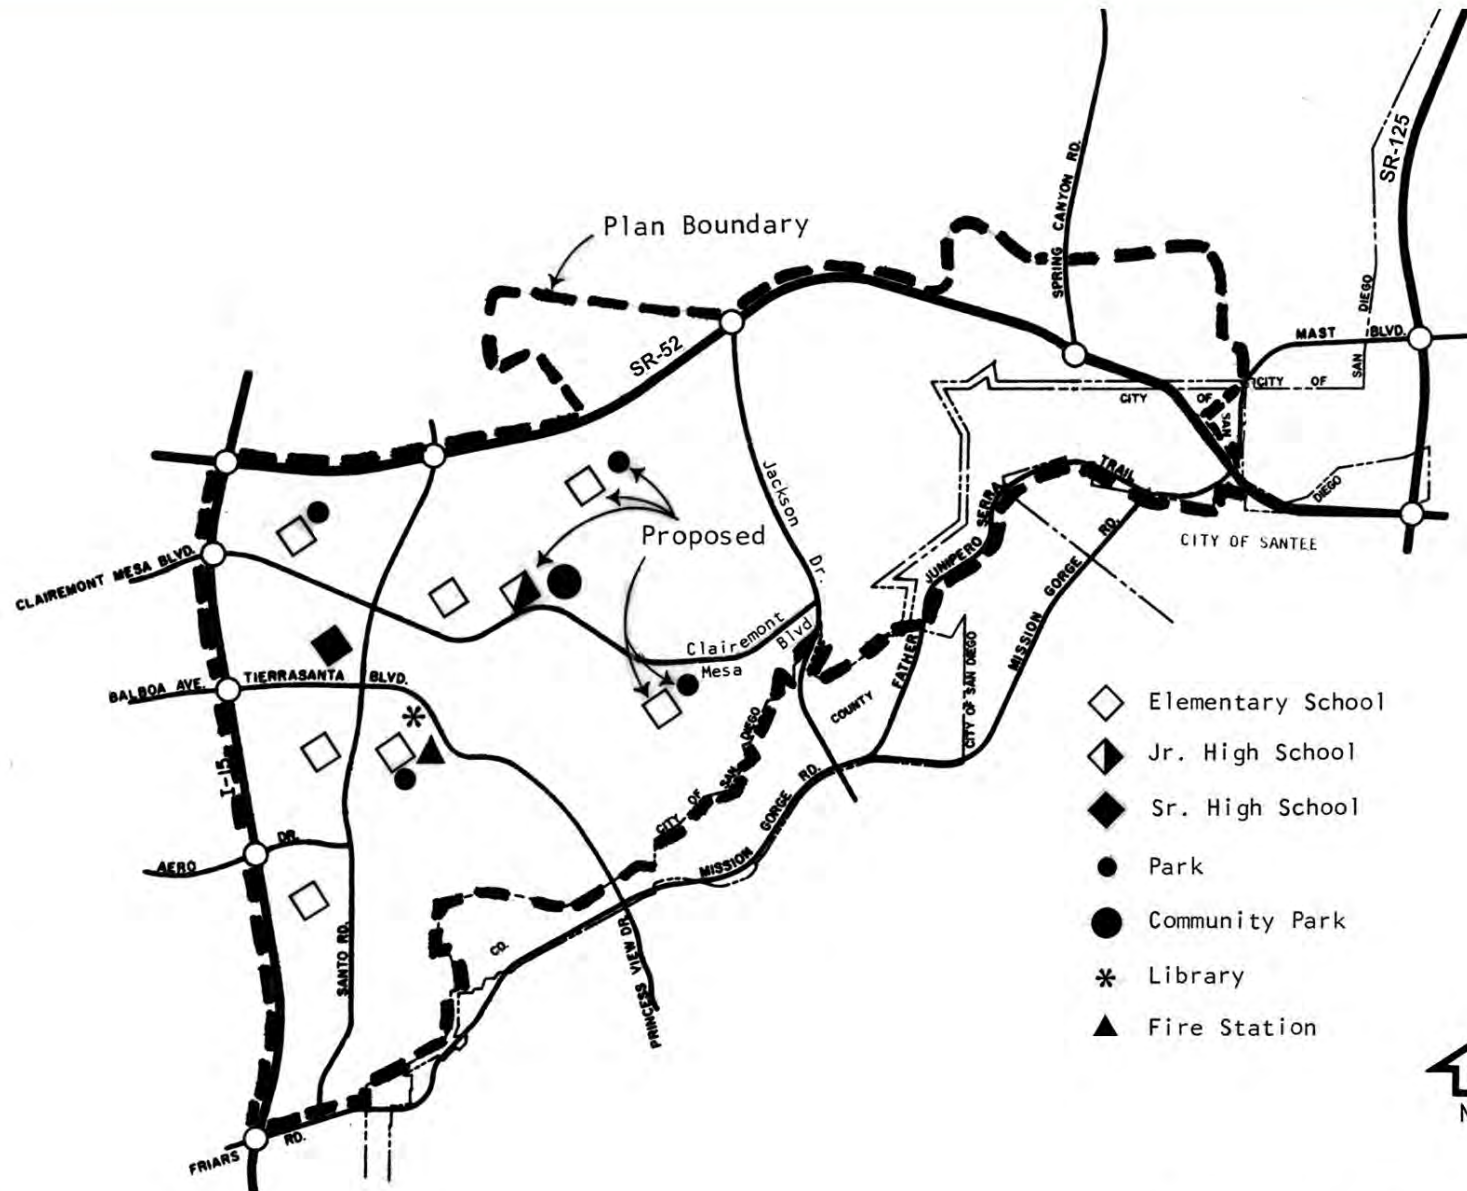 SR-125
SPRING CANYON RD.
Plan Boundary
MAST BLVD.
SAN DIEGO
SR-52
CITY OF
CITY OF
SAN
DIEGO
Jackson Dr.
TRAIL
JUNIPERO SERRA
FATHER
CITY OF SANTEE
Proposed
CLAIREMONT MESA BLVD.
Clairemont
Mesa
Blvd
MISSION GORGE RD.
CITY OF SAN DIEGO
COUNTY
BALBOA AVE.
TIERRASANTA BLVD.
I-15
CITY OF SAN DIEGO
MISSION GORGE RD.
AERO DR.
SANTO RD.
CO.
PRINCESS VIEW DR.
FRIARS RD.
Elementary School
Jr. High School
Sr. High School
Park
Community Park
Library
Fire Station